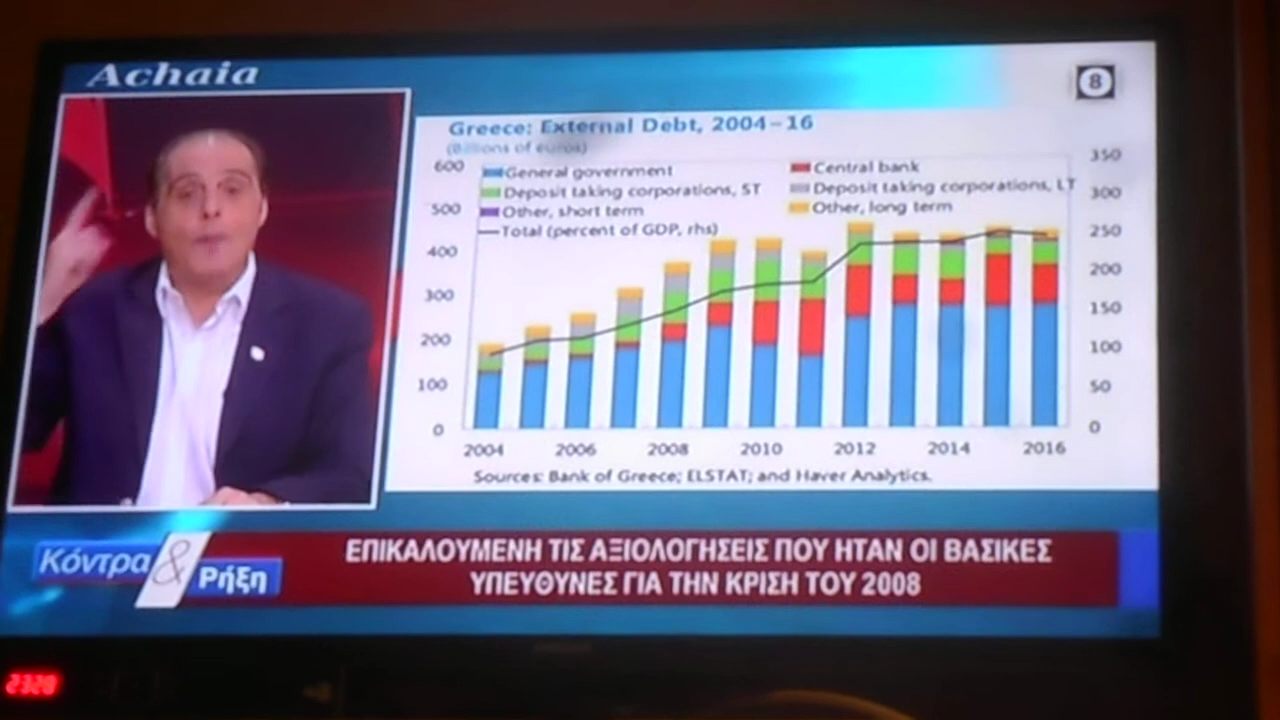 Achaia
8
Greece: External Debt, 2004–16
(Billions of euros)
600 General government Central bank 350
Deposit taking corporations, ST Deposit taking corporations, LT 300
500 Other, short term Other, long term
400 Total (percent of GDP, rhs) 250
300 200
200 150
100 100
50
0 0
2004 2006 2008 2010 2012 2014 2016
Sources: Bank of Greece; ELSTAT; and Haver Analytics.
Κόντρα & Ρήξη
ΕΠΙΚΑΛΟΥΜΕΝΗ ΤΙΣ ΑΞΙΟΛΟΓΗΣΕΙΣ ΠΟΥ ΗΤΑΝ ΟΙ ΒΑΣΙΚΕΣ
ΥΠΕΥΘΥΝΕΣ ΓΙΑ ΤΗΝ ΚΡΙΣΗ ΤΟΥ 2008
2328